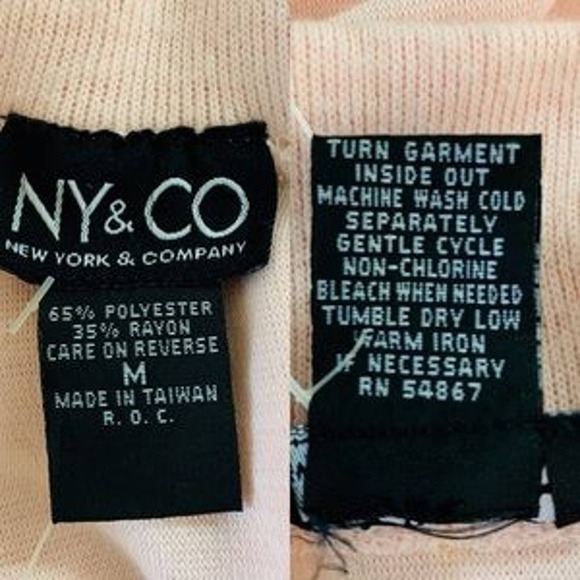 NY& CO
NEW YORK & COMPANY
65% POLYESTER
35% RAYON
CARE ON REVERSE
M
MADE IN TAIWAN
R. O. C.
TURN GARMENT
INSIDE OUT
MACHINE WASH COLD
SEPARATELY
GENTLE CYCLE
NON-CHLORINE
BLEACH WHEN NEEDED
TUMBLE DRY LOW
WARM IRON
IF NECESSARY
RN 54867